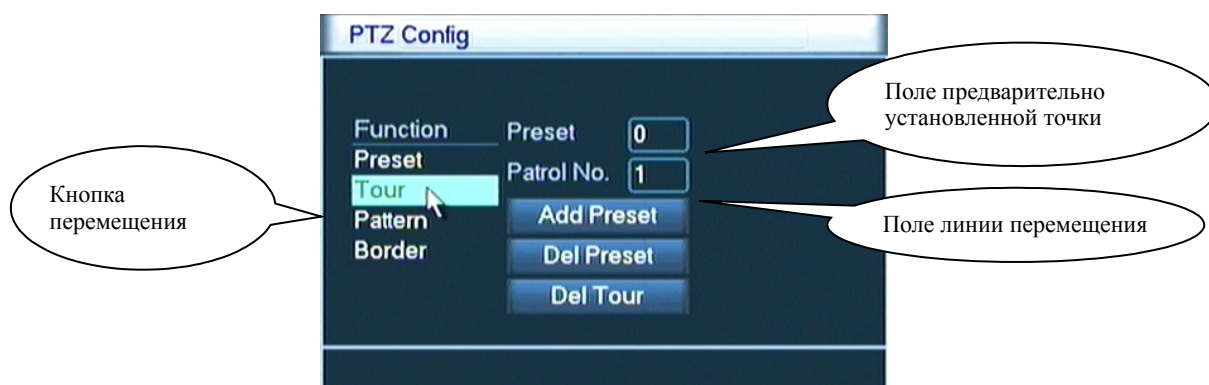 PTZ Config
Поле предварительно
установленной точки
Function
Preset 0
Preset
Patrol No. 1
Кнопка
перемещения
Tour
Add Preset
Pattern
Поле линии перемещения
Border
Del Preset
Del Tour